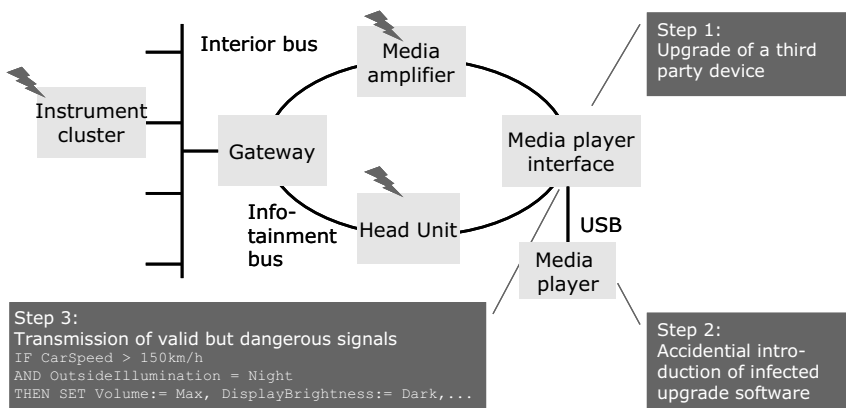 Interior bus
Media
amplifier
Step 1:
Upgrade of a third
party device
Instrument
cluster
Gateway
Media player
interface
Info-
tainment
bus
Head Unit
USB
Media
player
Step 3:
Transmission of valid but dangerous signals
IF CarSpeed > 150km/h
AND OutsideIllumination = Night
THEN SET Volume:= Max, DisplayBrightness:= Dark,...
Step 2:
Accidential intro-
duction of infected
upgrade software